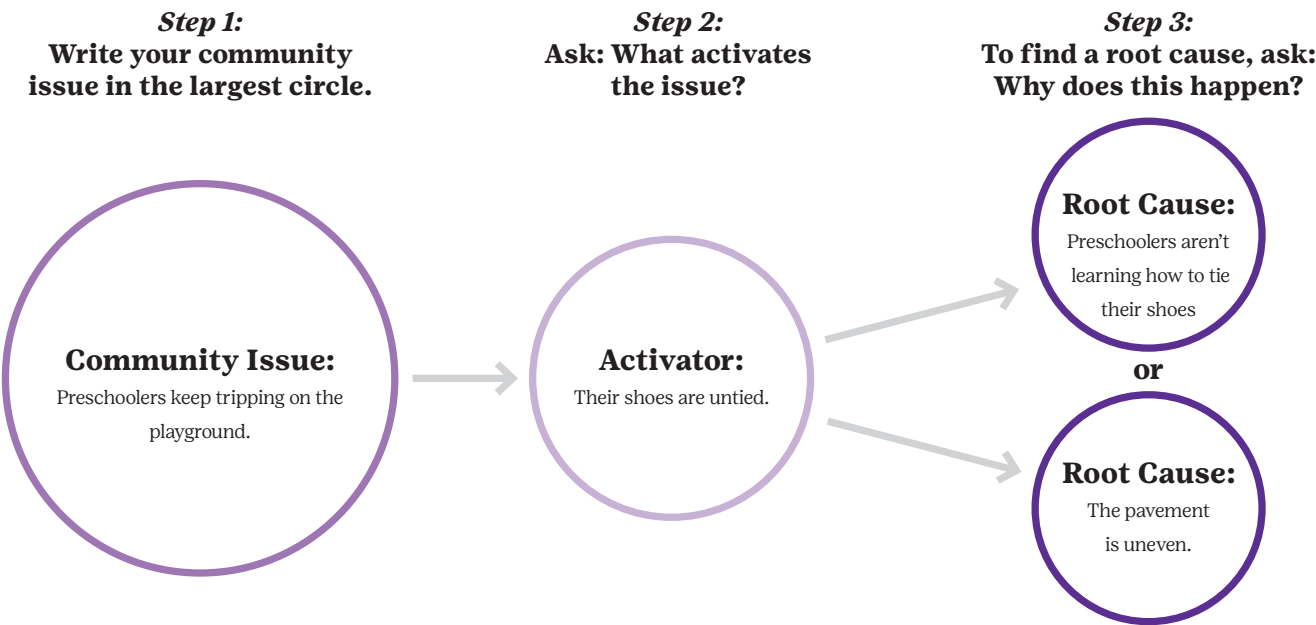 Step 1:
Write your community
issue in the largest circle.
Step 2:
Ask: What activates
the issue?
Step 3:
To find a root cause, ask:
Why does this happen?
Community Issue:
Preschoolers keep tripping on the
playground.
Activator:
Their shoes are untied.
Root Cause:
Preschoolers aren’t
learning how to tie
their shoes
or
Root Cause:
The pavement
is uneven.